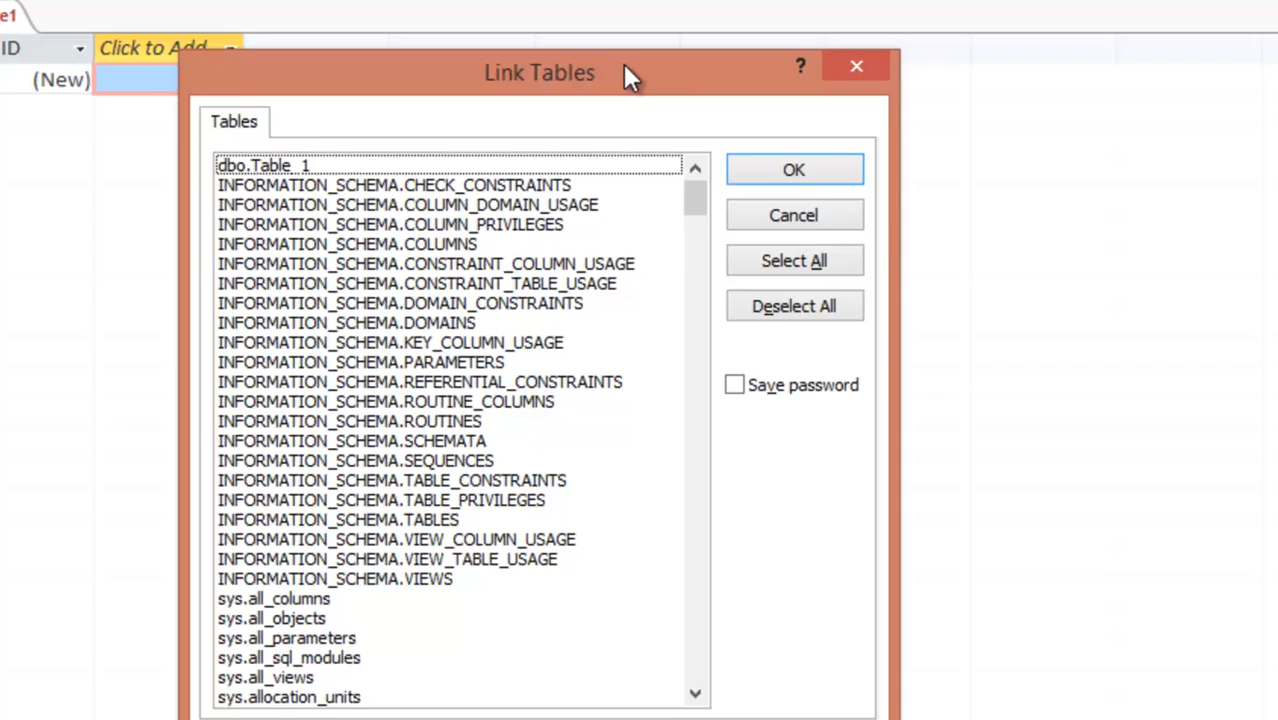 e1
ID Click to Add
(New)
Link Tables ?
Tables
dbo.Table_1
INFORMATION_SCHEMA.CHECK_CONSTRAINTS
INFORMATION_SCHEMA.COLUMN_DOMAIN_USAGE
INFORMATION_SCHEMA.COLUMN_PRIVILEGES
INFORMATION_SCHEMA.COLUMNS
INFORMATION_SCHEMA.CONSTRAINT_COLUMN_USAGE
INFORMATION_SCHEMA.CONSTRAINT_TABLE_USAGE
INFORMATION_SCHEMA.DOMAIN_CONSTRAINTS
INFORMATION_SCHEMA.DOMAINS
INFORMATION_SCHEMA.KEY_COLUMN_USAGE
INFORMATION_SCHEMA.PARAMETERS
INFORMATION_SCHEMA.REFERENTIAL_CONSTRAINTS
INFORMATION_SCHEMA.ROUTINE_COLUMNS
INFORMATION_SCHEMA.ROUTINES
INFORMATION_SCHEMA.SCHEMATA
INFORMATION_SCHEMA.SEQUENCES
INFORMATION_SCHEMA.TABLE_CONSTRAINTS
INFORMATION_SCHEMA.TABLE_PRIVILEGES
INFORMATION_SCHEMA.TABLES
INFORMATION_SCHEMA.VIEW_COLUMN_USAGE
INFORMATION_SCHEMA.VIEW_TABLE_USAGE
INFORMATION_SCHEMA.VIEWS
sys.all_columns
sys.all_objects
sys.all_parameters
sys.all_sql_modules
sys.all_views
sys.allocation_units
OK
Cancel
Select All
Deselect All
Save password